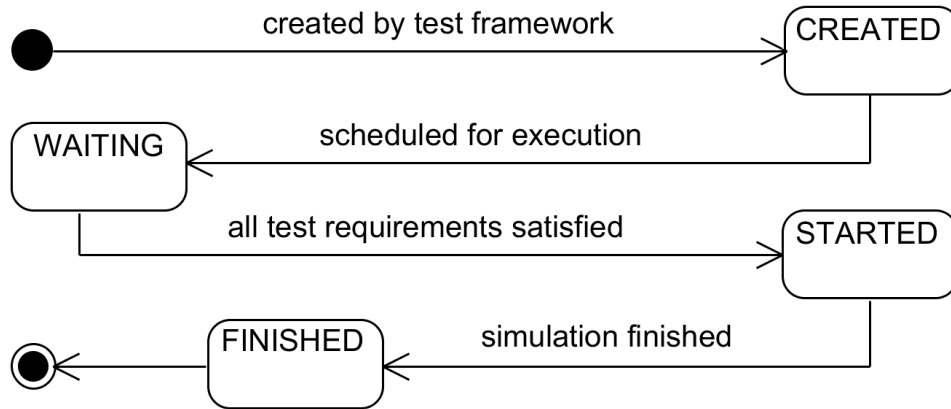 created by test framework
CREATED
scheduled for execution
WAITING
all test requirements satisfied
STARTED
simulation finished
FINISHED